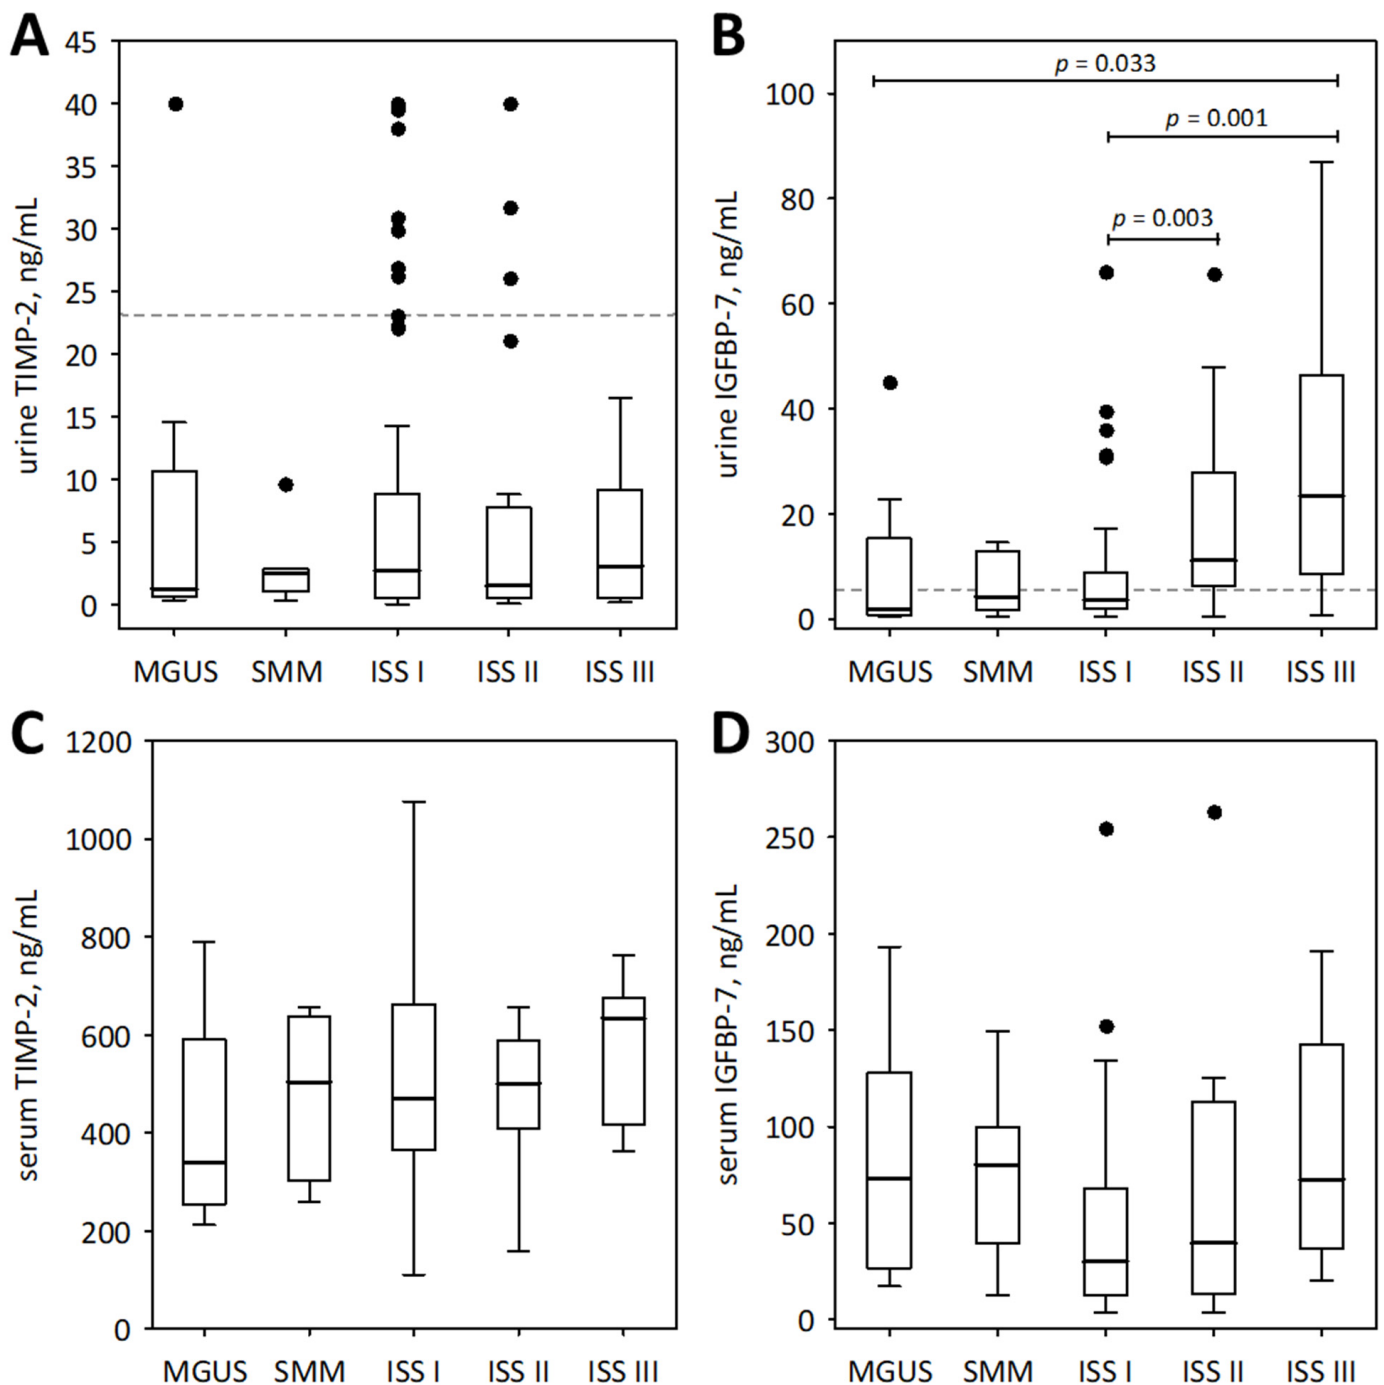 A
45
40
35
30
25
20
15
10
5
0
urine TIMP-2, ng/mL
MGUS SMM ISS I ISS II ISS III
B
100
80
60
40
20
0
urine IGFBP-7, ng/mL
p = 0.033
p = 0.001
p = 0.003
MGUS SMM ISS I ISS II ISS III
C
1200
1000
800
600
400
200
0
serum TIMP-2, ng/mL
MGUS SMM ISS I ISS II ISS III
D
300
250
200
150
100
50
0
serum IGFBP-7, ng/mL
MGUS SMM ISS I ISS II ISS III